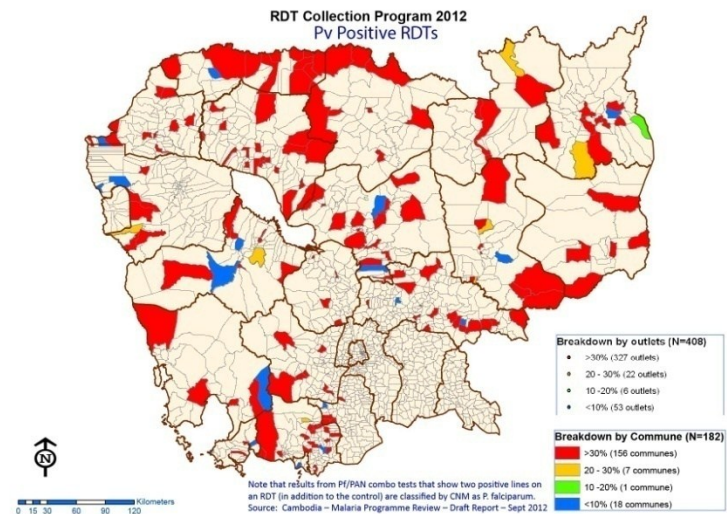 RDT Collection Program 2012
Pv Positive RDTs
Breakdown by outlets (N=408)
>30% (327 outlets)
20 - 30% (22 outlets)
10 -20% (6 outlets)
<10% (53 outlets)
Breakdown by Commune (N=182)
>30% (156 communes)
20 - 30% (7 communes)
10 -20% (1 commune)
<10% (18 communes)
N
Kilometers
0 15 30 60 90 120
Note that results from Pf/PAN combo tests that show two positive lines on
an RDT (in addition to the control) are classified by CNM as P. falciparum.
Source: Cambodia – Malaria Programme Review – Draft Report – Sept 2012